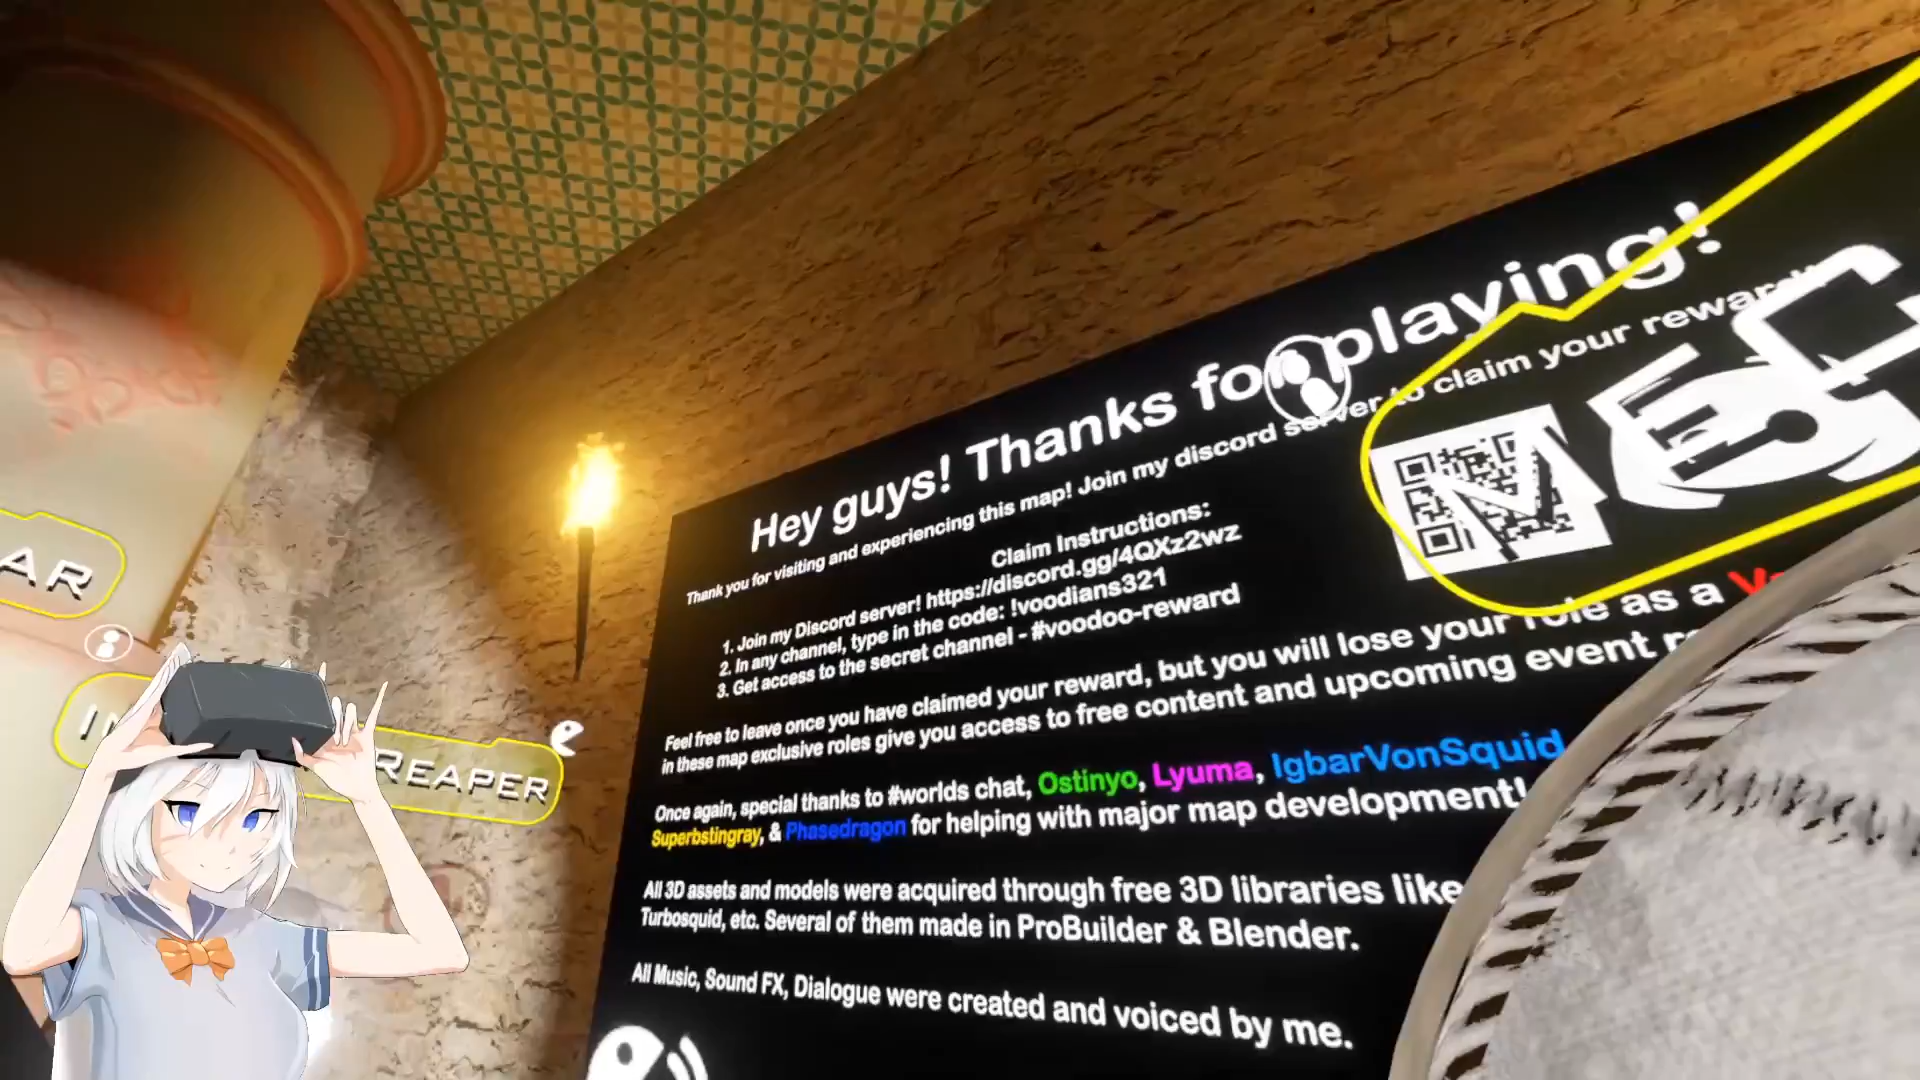 Hey guys! Thanks for playing!
Thank you for visiting and experiencing this map! Join my discord server to claim your reward!
Claim Instructions:
1. Join my Discord server! https://discord.gg/4QXz2wz
2. In any channel, type in the code: !voodians321
3. Get access to the secret channel - #voodoo-reward
Feel free to leave once you have claimed your reward, but you will lose your role as a
in these map exclusive roles give you access to free content and upcoming event
Once again, special thanks to #worlds chat, Ostinyo, Lyuma, IgbarVonSquid
Superbstingray, & Phasedragon for helping with major map development!
All 3D assets and models were acquired through free 3D libraries like
Turbosquid, etc. Several of them made in ProBuilder & Blender.
All Music, Sound FX, Dialogue were created and voiced by me.
AR
REAPER